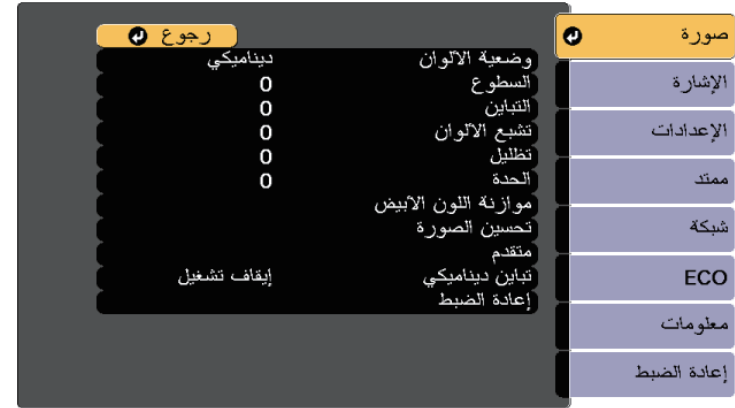 صورة
الإشارة
الإعدادات
ممتد
شبكة
ECO
معلومات
إعادة الضبط
رجوع
وضعية الألوان ديناميكي
السطوع 0
التباين 0
تشبع الألوان 0
تظليل 0
الحدة 0
موازنة اللون الأبيض
تحسين الصورة
متقدم
تباين ديناميكي إيقاف تشغيل
إعادة الضبط